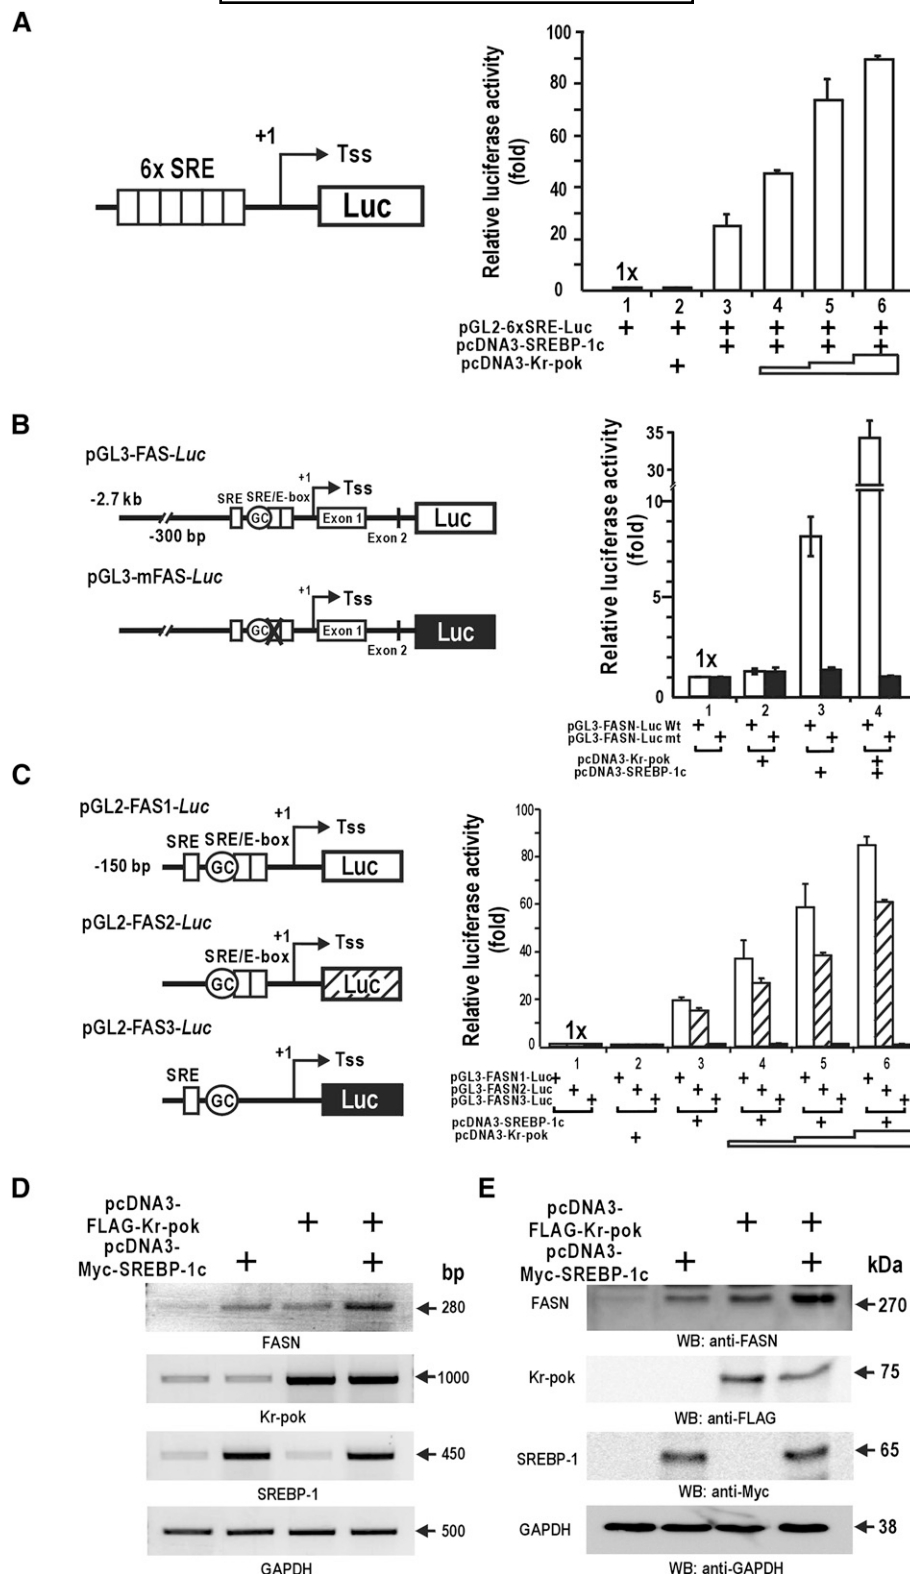 A
6x SRE
+1
Tss
Luc
Relative luciferase activity
(fold)
100
80
60
40
20
0
1x
1 2 3 4 5 6
pGL2-6xSRE-Luc + + + + + +
pcDNA3-SREBP-1c + + + +
pcDNA3-Kr-pok +
B
pGL3-FAS-Luc
-2.7 kb
-300 bp
SRE SRE/E-box
GC
+1
Tss
Exon 1
Exon 2
Luc
pGL3-mFAS-Luc
GC
+1
Tss
Exon 1
Exon 2
Luc
Relative luciferase activity
(fold)
35
30
10
5
0
1x
1 2 3 4
pGL3-FASN-Luc Wt + + + +
pGL3-FASN-Luc mt + + + +
pcDNA3-Kr-pok + +
pcDNA3-SREBP-1c + +
C
pGL2-FAS1-Luc
SRE SRE/E-box
-150 bp
GC
+1
Tss
Luc
pGL2-FAS2-Luc
SRE/E-box
GC
+1
Tss
Luc
pGL2-FAS3-Luc
SRE
GC
+1
Tss
Luc
Relative luciferase activity
(fold)
100
80
60
40
20
0
1x
1 2 3 4 5 6
pGL3-FASN1-Luc + + + + + +
pGL3-FASN2-Luc + + + + + +
pGL3-FASN3-Luc + + + + + +
pcDNA3-SREBP-1c + + + +
pcDNA3-Kr-pok +
D
pcDNA3-
FLAG-Kr-pok + +
pcDNA3-
Myc-SREBP-1c + +
bp
280
FASN
1000
Kr-pok
450
SREBP-1
500
GAPDH
E
pcDNA3-
FLAG-Kr-pok + +
pcDNA3-
Myc-SREBP-1c + +
kDa
FASN
270
WB: anti-FASN
Kr-pok
75
WB: anti-FLAG
SREBP-1
65
WB: anti-Myc
GAPDH
38
WB: anti-GAPDH